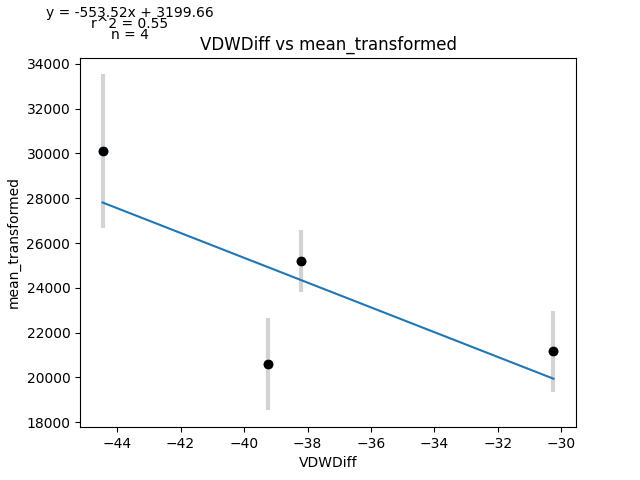 y = -553.52x + 3199.66
r^2 = 0.55
n = 4
VDWDiff vs mean_transformed
34000
32000
30000
28000
26000
24000
22000
20000
18000
mean_transformed
−44 −42 −40 −38 −36 −34 −32 −30
VDWDiff